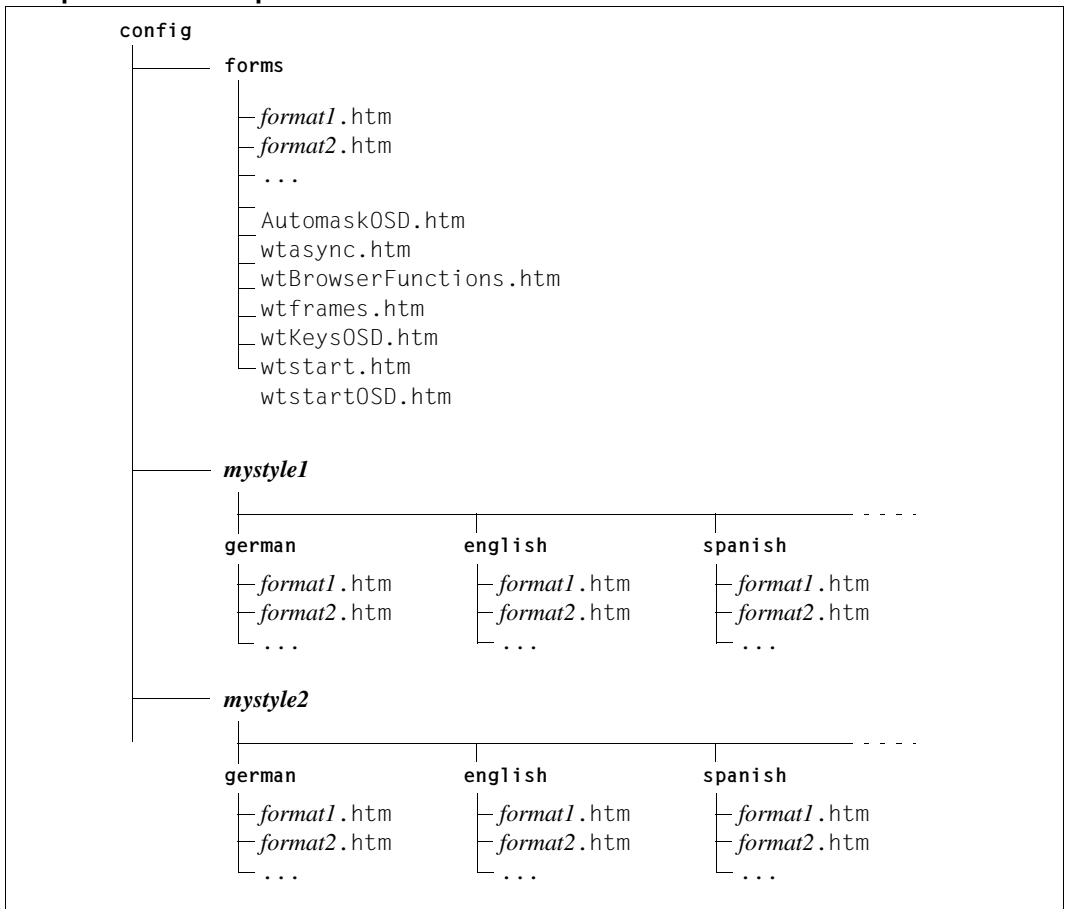 config
forms
format1.htm
format2.htm
...
AutomaskOSD.htm
wtasync.htm
wtBrowserFunctions.htm
wtframes.htm
wtKeysOSD.htm
wtstart.htm
wtstartOSD.htm
mystyle1
german english spanish
format1.htm format1.htm format1.htm
format2.htm format2.htm format2.htm
... ... ...
mystyle2
german english spanish
format1.htm format1.htm format1.htm
format2.htm format2.htm format2.htm
... ... ...